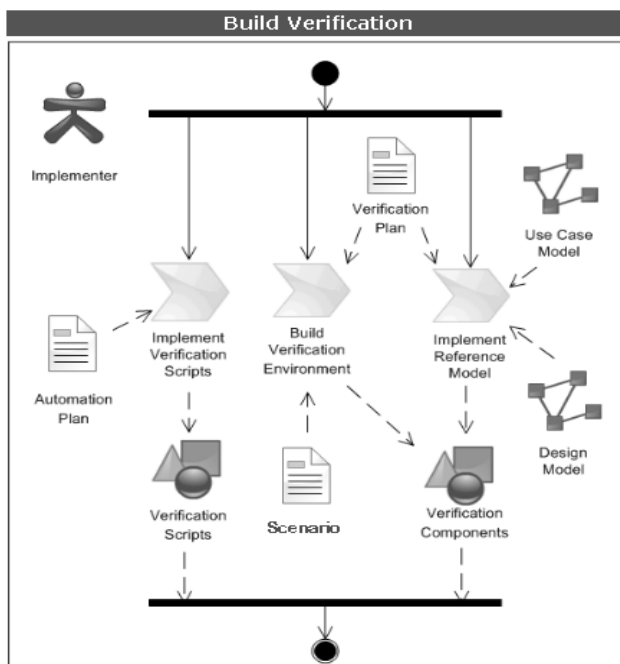 Build Verification
Implementer
Verification
Plan
Use Case
Model
Implement
Verification
Scripts
Build
Verification
Environment
Implement
Reference
Model
Automation
Plan
Design
Model
Verification
Scripts
Scenario
Verification
Components